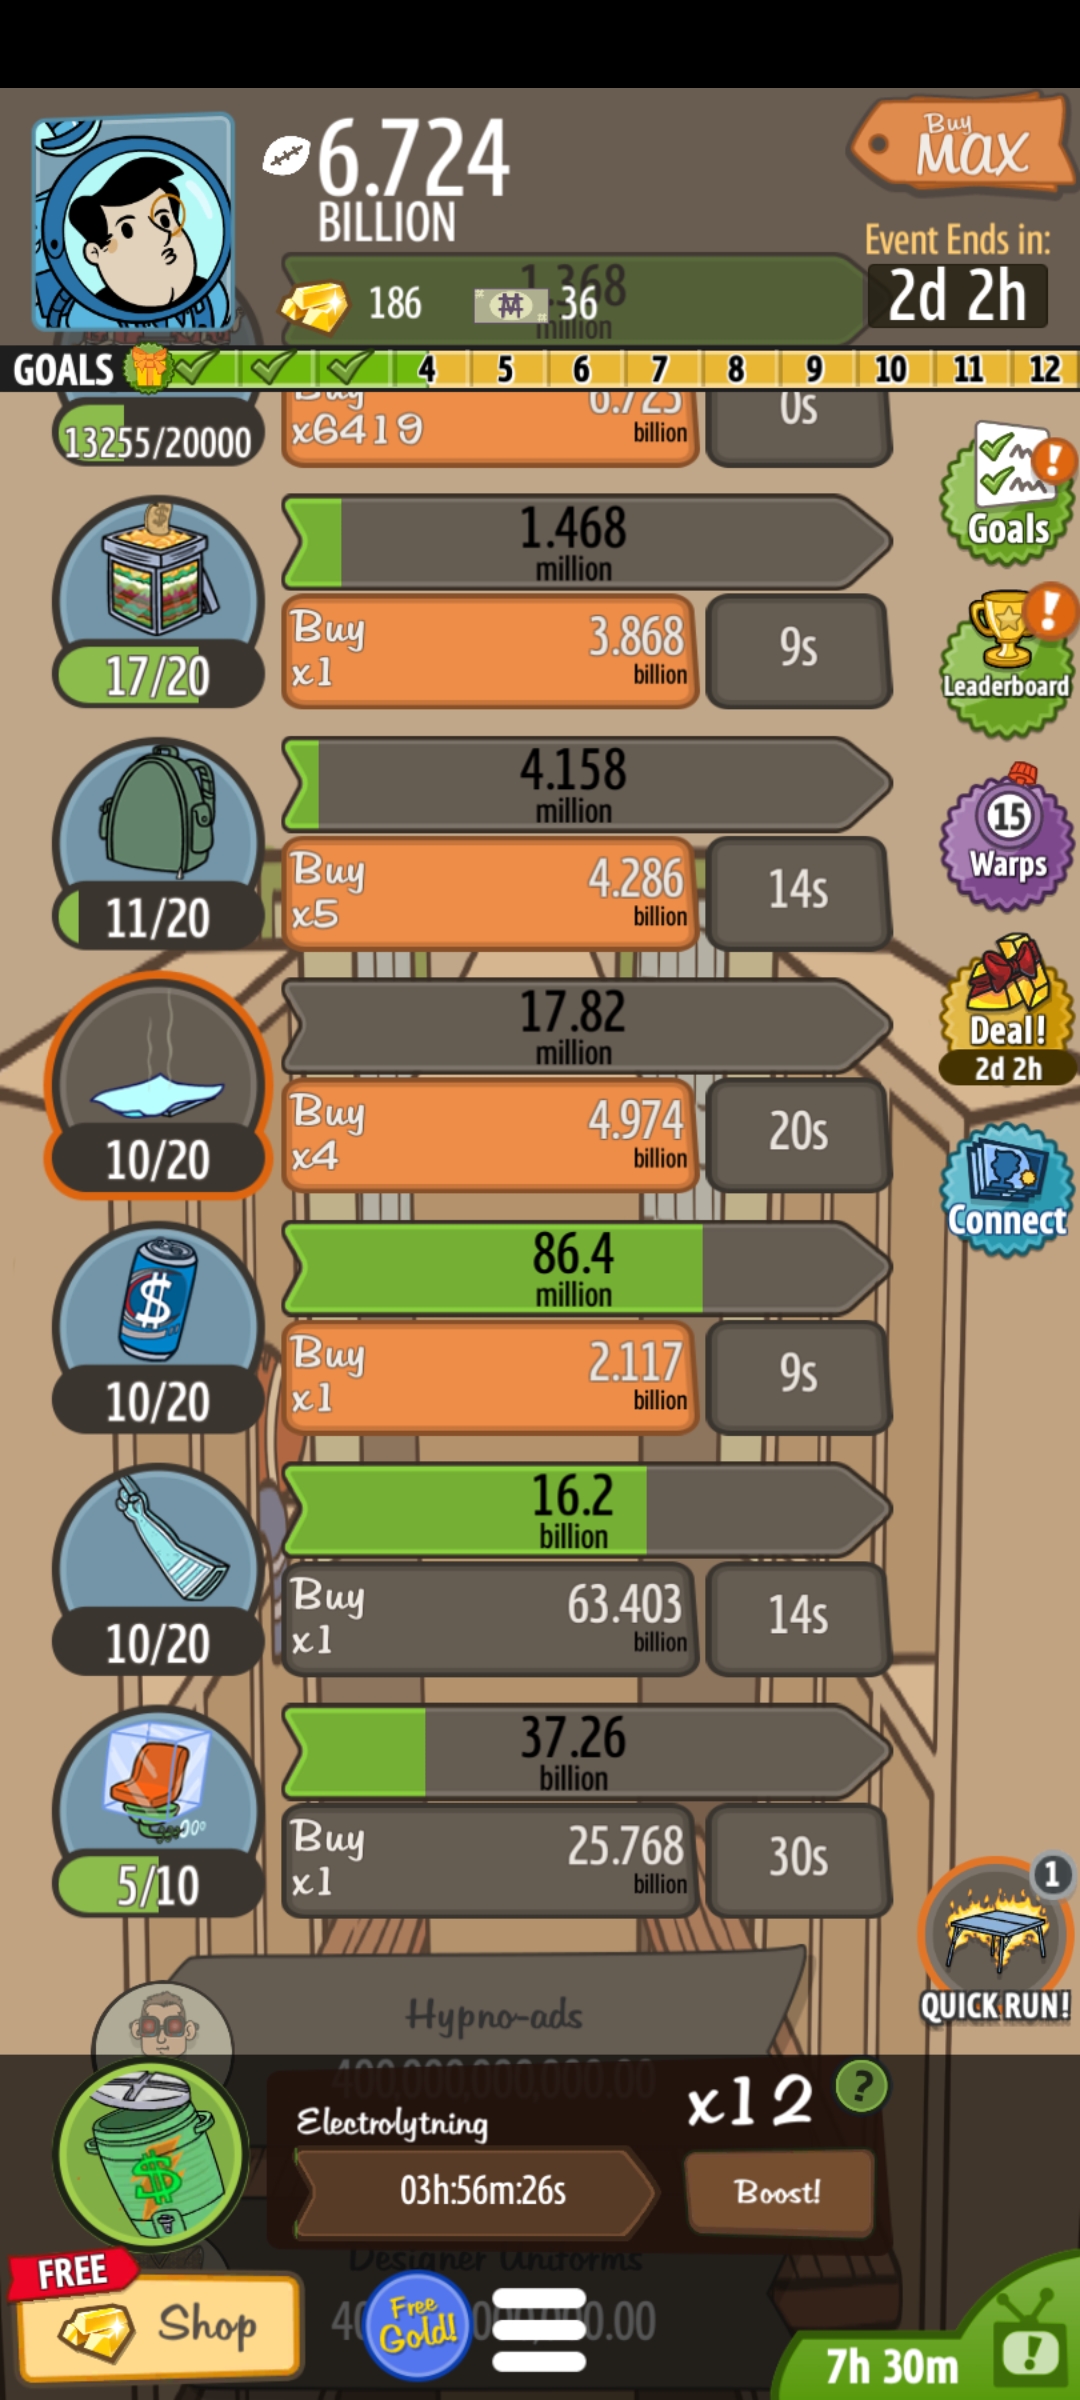 6.724
BILLION
Buy
MAX
Event Ends in:
2d 2h
1.368
million
186
36
GOALS
4 5 6 7 8 9 10 11 12
13255/20000
Buy
x6419
6.725
billion
0s
Goals
1.468
million
17/20
Buy
x1
3.868
billion
9s
Leaderboard
4.158
million
11/20
Buy
x5
4.286
billion
14s
15
Warps
17.82
million
10/20
Buy
x4
4.974
billion
20s
Deal!
2d 2h
86.4
million
10/20
Buy
x1
2.117
billion
9s
Connect
16.2
billion
10/20
Buy
x1
63.403
billion
14s
37.26
billion
5/10
Buy
x1
25.768
billion
30s
1
QUICK RUN!
Hypno-ads
400,000,000,000.00
Electrolytning
x12
?
03h:56m:26s
Boost!
Designer Uniforms
FREE
Shop
Free
Gold!
7h 30m